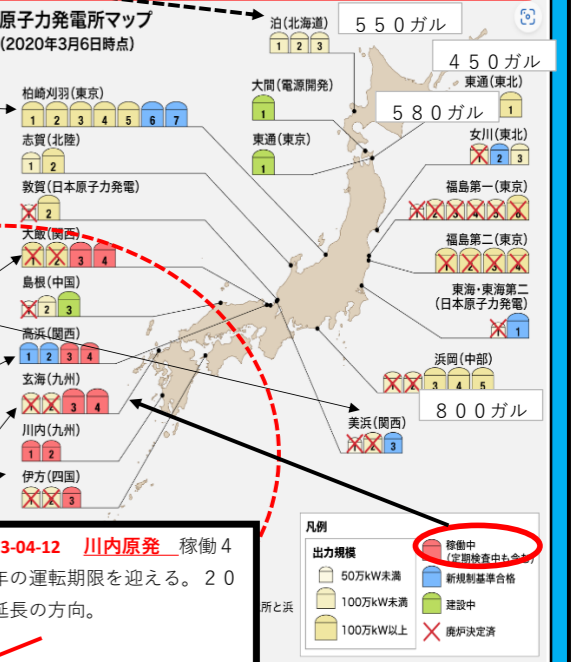 原子力発電所マップ
(2020年3月6日時点)
泊(北海道)
1 2 3
550ガル
450ガル
大間(電源開発)
1
580ガル
東通(東北)
1
柏崎刈羽(東京)
1 2 3 4 5 6 7
東通(東京)
1
女川(東北)
1 2 3
志賀(北陸)
1 2
敦賀(日本原子力発電)
1 2
福島第一(東京)
1 2 3 4 5 6
大飯(関西)
1 2 3 4
福島第二(東京)
1 2 3 4
島根(中国)
1 2 3
東海・東海第二
(日本原子力発電)
1
高浜(関西)
1 2 3 4
浜岡(中部)
1 2 3 4 5
800ガル
玄海(九州)
1 2 3 4
美浜(関西)
1 2 3
川内(九州)
1 2
伊方(四国)
1 2 3
3-04-12 川内原発 稼働4
年の運転期限を迎える。20
延長の方向。
所と浜
凡例
出力規模
50万kW未満
100万kW未満
100万kW以上
稼働中
(定期検査中も含む)
新規制基準合格
建設中
廃炉決定済